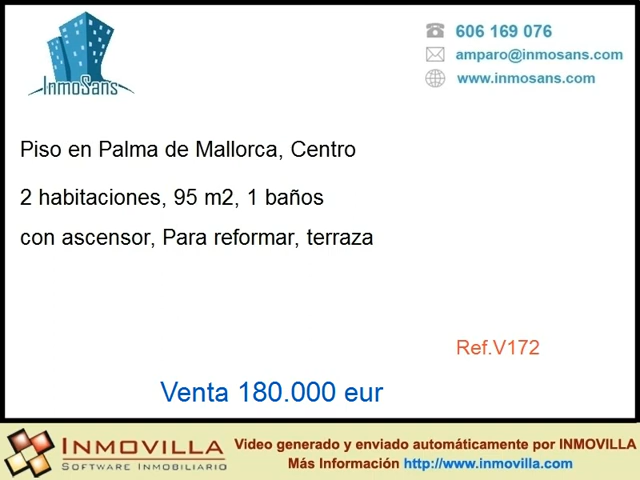 InmoSans
606 169 076
amparo@inmosans.com
www.inmosans.com
Piso en Palma de Mallorca, Centro
2 habitaciones, 95 m2, 1 baños
con ascensor, Para reformar, terraza
Ref.V172
Venta 180.000 eur
INMOVILLA
SOFTWARE INMOBILIARIO
Video generado y enviado automáticamente por INMOVILLA
Más Información http://www.inmovilla.com